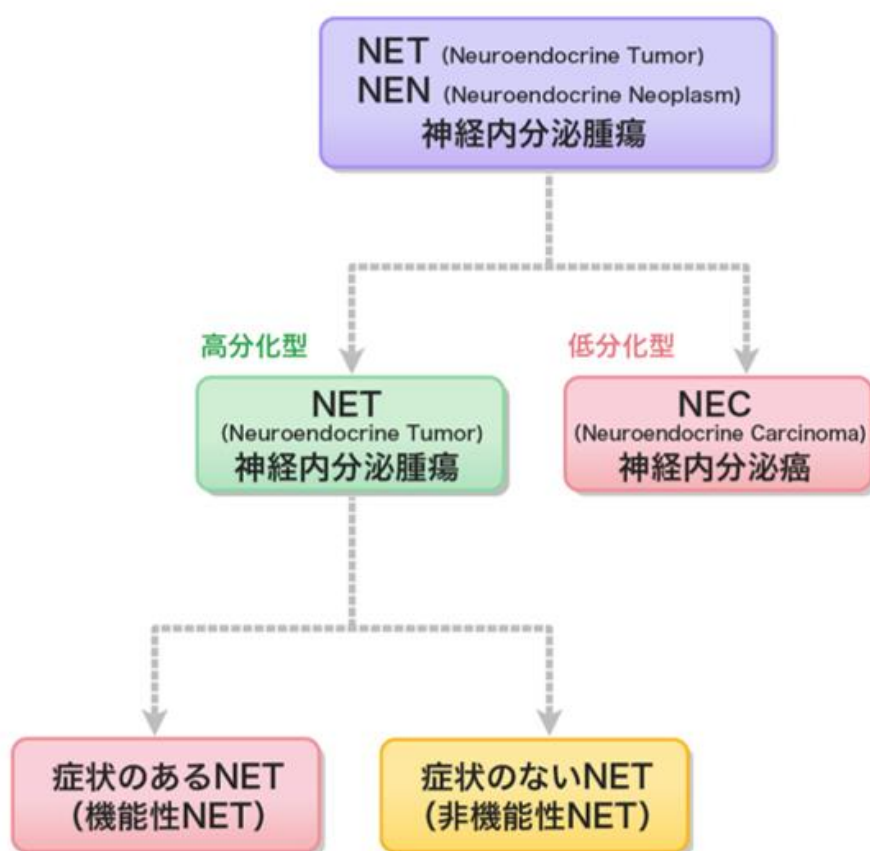 NET (Neuroendocrine Tumor)
NEN (Neuroendocrine Neoplasm)
神経内分泌腫瘍
高分化型
低分化型
NET
(Neuroendocrine Tumor)
神経内分泌腫瘍
NEC
(Neuroendocrine Carcinoma)
神経内分泌癌
症状のあるNET
(機能性NET)
症状のないNET
(非機能性NET)